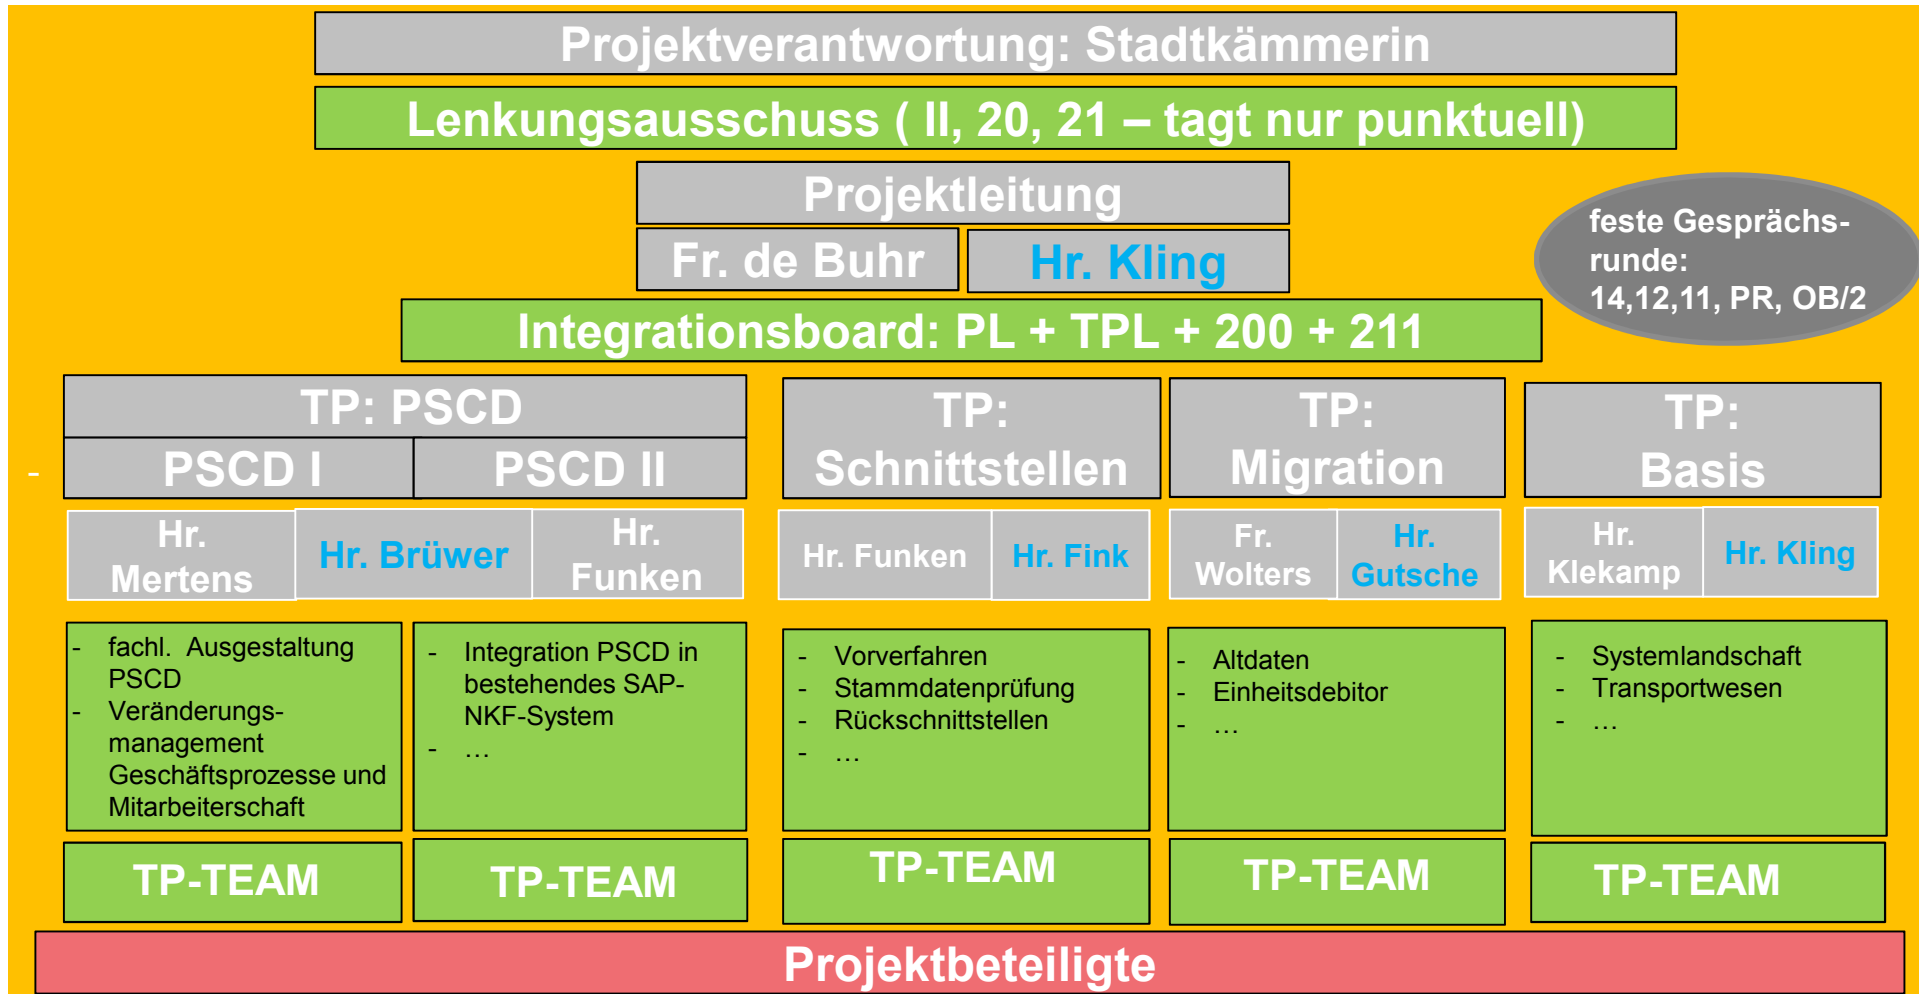 Projektverantwortung: Stadtkämmerin
Lenkungsausschuss ( II, 20, 21 – tagt nur punktuell)
Projektleitung
Fr. de Buhr
Hr. Kling
feste Gesprächs-
runde:
14,12,11, PR, OB/2
Integrationsboard: PL + TPL + 200 + 211
-
TP: PSCD
PSCD I
PSCD II
TP:
Schnittstellen
TP:
Migration
TP:
Basis
Hr.
Mertens
Hr. Brüwer
Hr.
Funken
Hr. Funken
Hr. Fink
Fr.
Wolters
Hr.
Gutsche
Hr.
Klekamp
Hr. Kling
- fachl. Ausgestaltung
PSCD
- Veränderungs-
management
Geschäftsprozesse und
Mitarbeiterschaft
- Integration PSCD in
bestehendes SAP-
NKF-System
- …
- Vorverfahren
- Stammdatenprüfung
- Rückschnittstellen
- …
- Altdaten
- Einheitsdebitor
- …
- Systemlandschaft
- Transportwesen
- …
TP-TEAM
TP-TEAM
TP-TEAM
TP-TEAM
TP-TEAM
Projektbeteiligte